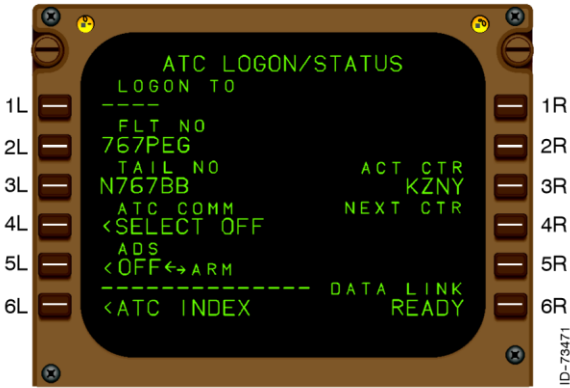 ATC LOGON/STATUS
LOGON TO
1L ---- 1R
FLT NO
2L 767PEG 2R
TAIL NO ACT CTR
3L N767BB KZNY 3R
ATC COMM NEXT CTR
4L <SELECT OFF 4R
ADS
5L <OFF←→ARM 5R
-------------- DATA LINK
6L <ATC INDEX READY 6R
ID-73471